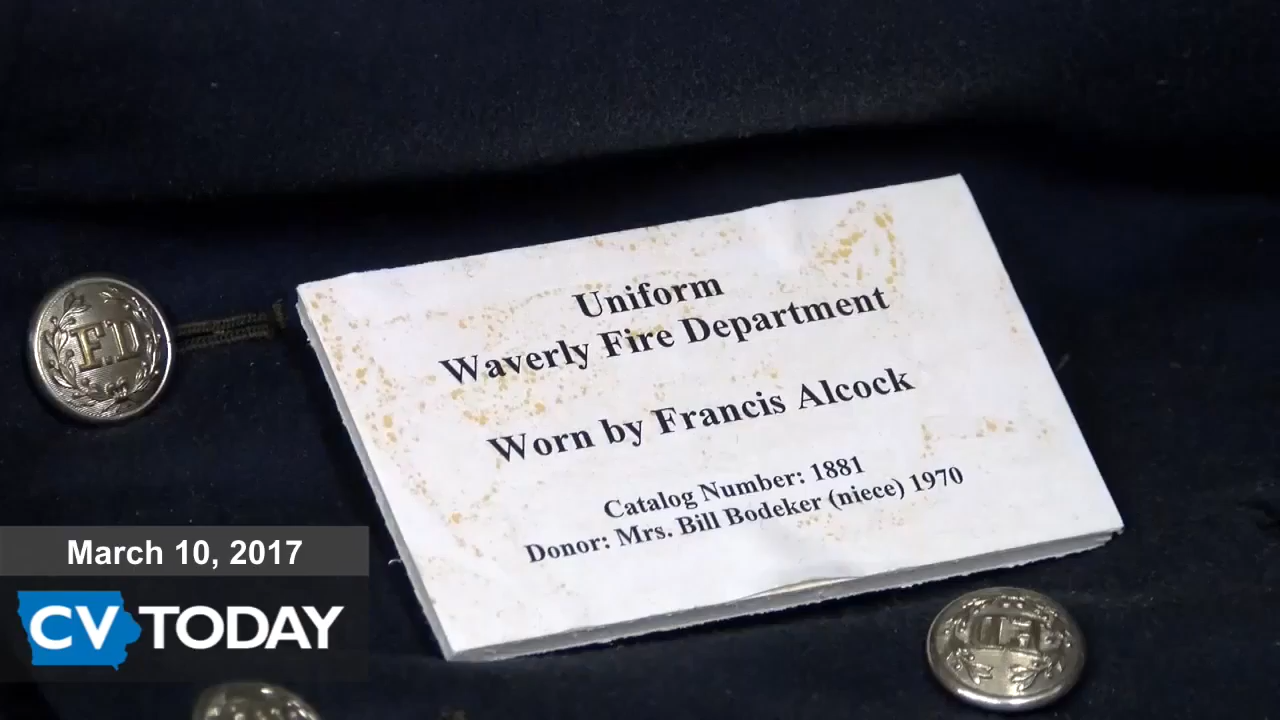 Uniform
Waverly Fire Department
Worn by Francis Alcock
Catalog Number: 1881
Donor: Mrs. Bill Bodeker (niece) 1970
F.D
F.D
March 10, 2017
CV TODAY